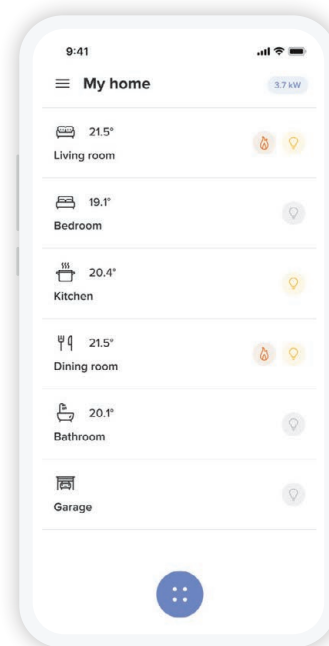 9:41
My home
3.7 kW
21.5°
Living room
19.1°
Bedroom
20.4°
Kitchen
21.5°
Dining room
20.1°
Bathroom
Garage